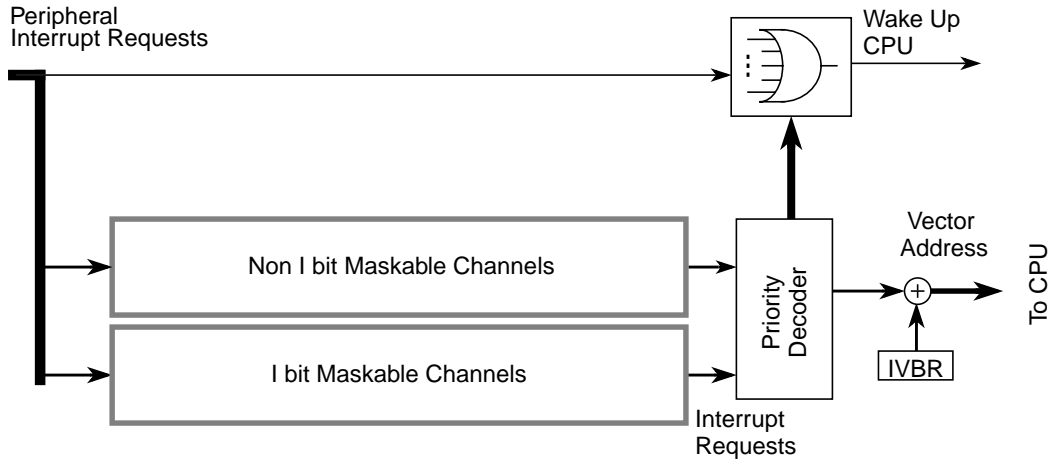 Peripheral
Interrupt Requests
Wake Up
CPU
Non I bit Maskable Channels
I bit Maskable Channels
Priority
Decoder
Vector
Address
To CPU
IVBR
Interrupt
Requests